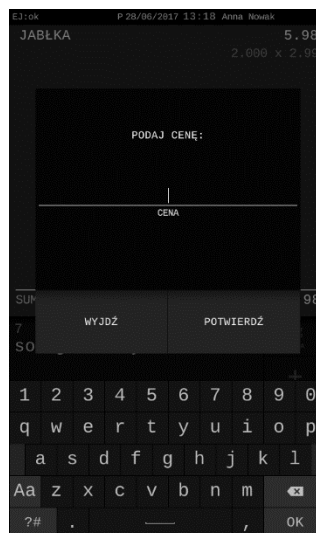 EJ:ok P 28/06/2017 13:18 Anna Nowak
JABŁKA 5.98
2.000 x 2.99
PODAJ CENĘ:
CENA
SUM 98
WYJDŹ POTWIERDŹ
7
so
1 2 3 4 5 6 7 8 9 0
q w e r t y u i o p
a s d f g h j k l
Aa z x c v b n m
?# . , OK